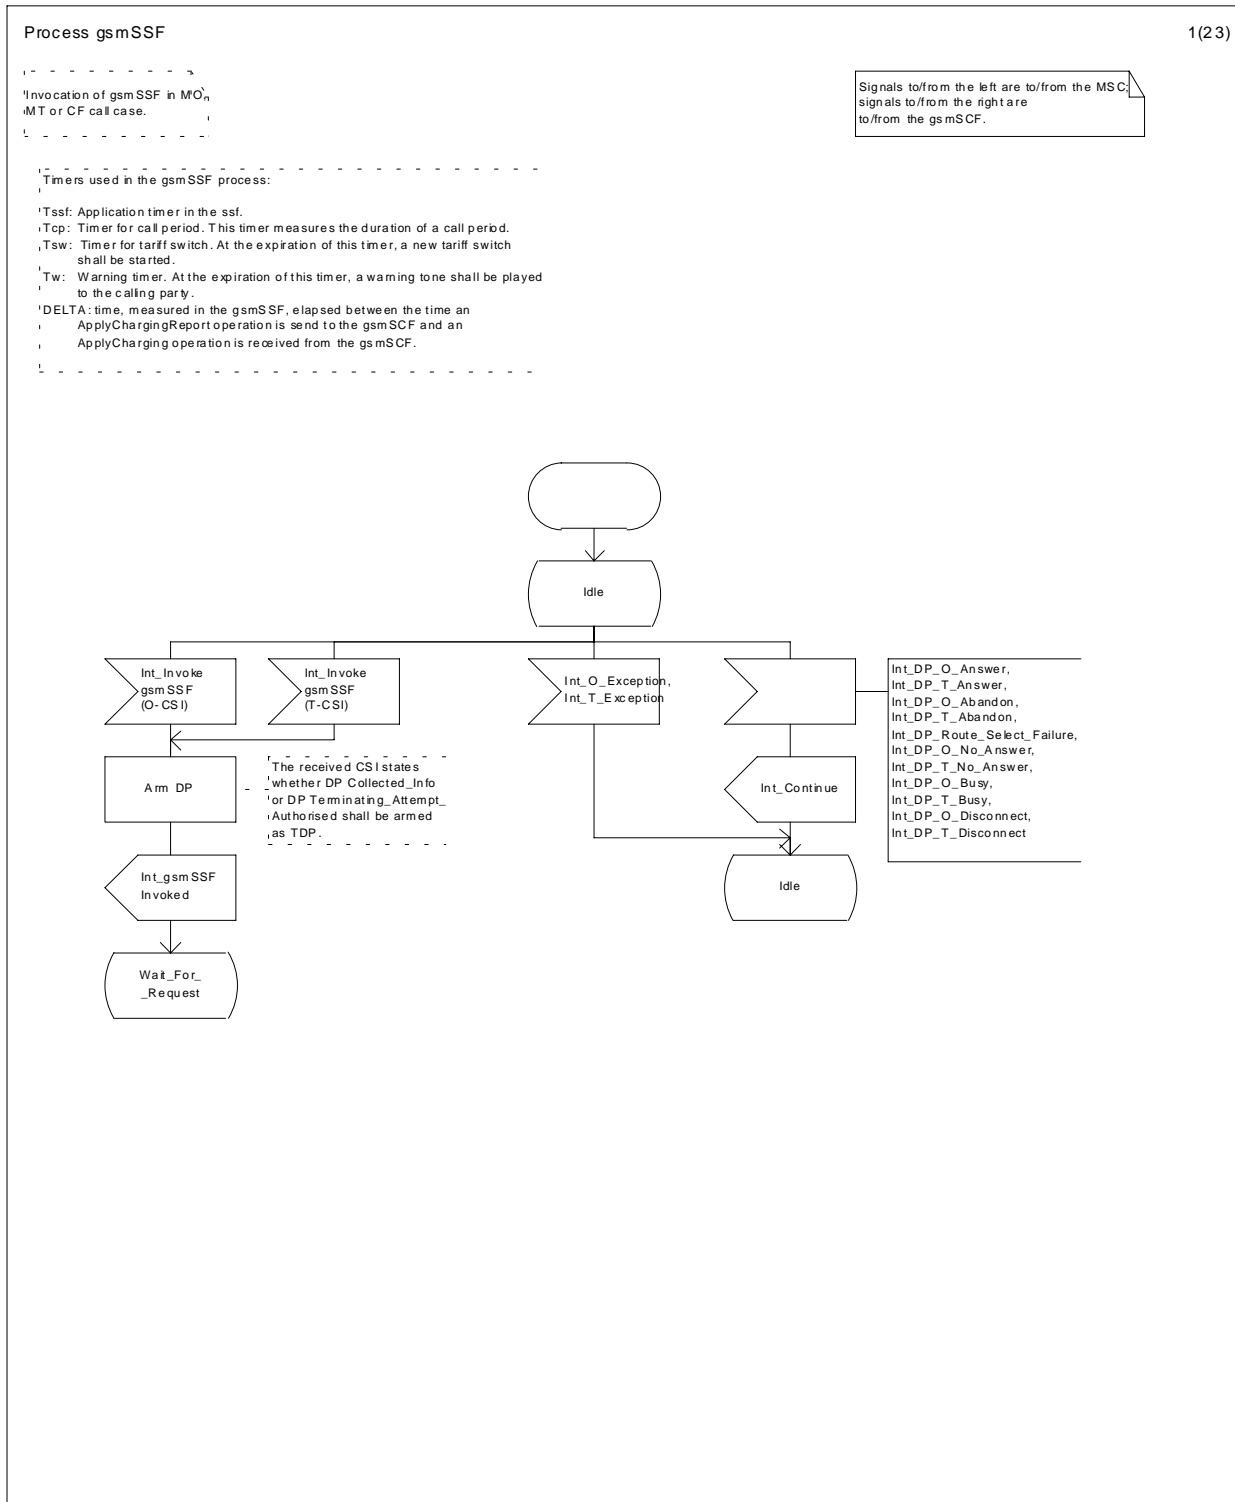 Process gsmSSF
1(23)
Invocation of gsmSSF in MO,
MT or CF call case.
Signals to/from the left are to/from the MSC;
signals to/from the right are
to/from the gsmSCF.
Timers used in the gsmSSF process:
Tssf: Application timer in the ssf.
Tcp: Timer for call period. This timer measures the duration of a call period.
Tsw: Timer for tariff switch. At the expiration of this timer, a new tariff switch
shall be started.
Tw: Warning timer. At the expiration of this timer, a warning tone shall be played
to the calling party.
DELTA: time, measured in the gsmSSF, elapsed between the time an
ApplyChargingReport operation is send to the gsmSCF and an
ApplyCharging operation is received from the gsmSCF.
Idle
Int_Invoke
gsmSSF
(O-CSI)
Int_Invoke
gsmSSF
(T-CSI)
Int_O_Exception,
Int_T_Exception
Int_DP_O_Answer,
Int_DP_T_Answer,
Int_DP_O_Abandon,
Int_DP_T_Abandon,
Int_DP_Route_Select_Failure,
Int_DP_O_No_Answer,
Int_DP_T_No_Answer,
Int_DP_O_Busy,
Int_DP_T_Busy,
Int_DP_O_Disconnect,
Int_DP_T_Disconnect
Arm DP
The received CSI states
whether DP Collected_Info
or DP Terminating_Attempt_
Authorised shall be armed
as TDP.
Int_Continue
Int_gsmSSF
Invoked
Idle
Wait_For_
_Request